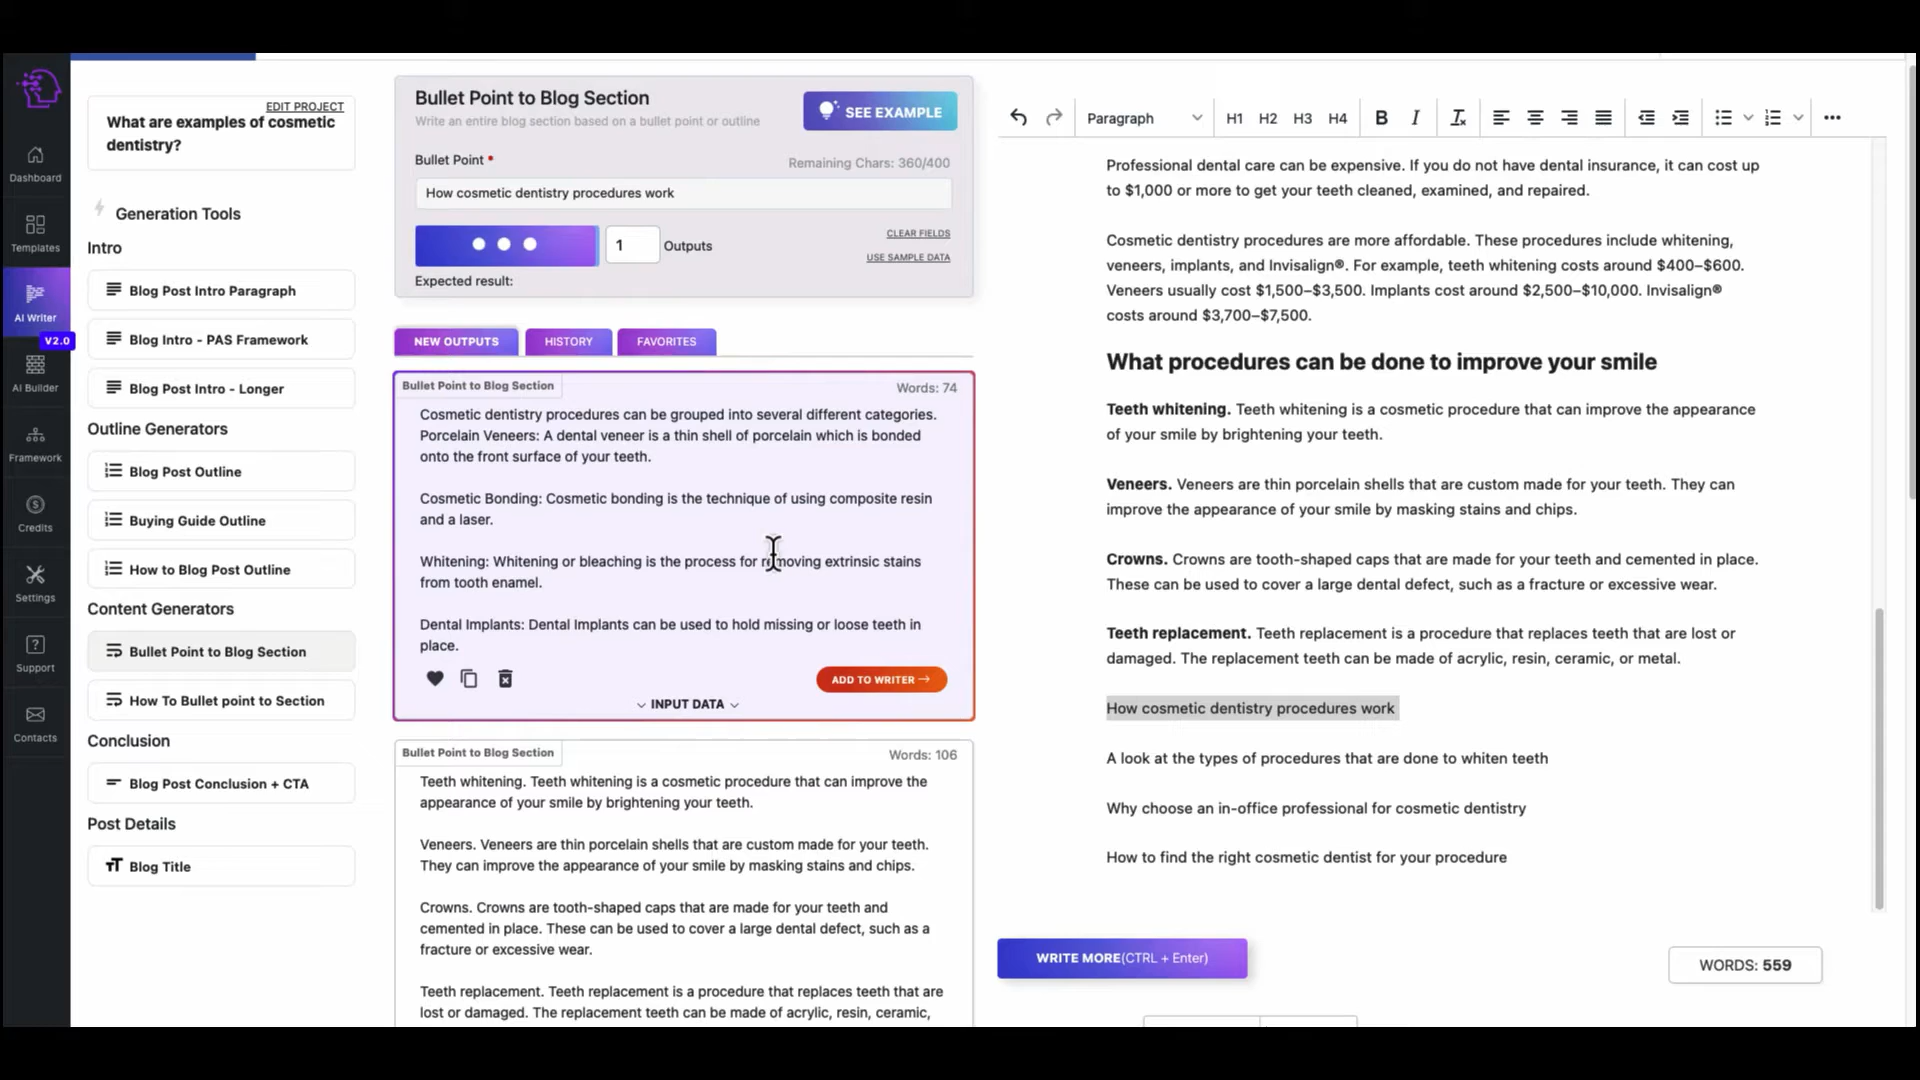 Dashboard
Templates
AI Writer
V2.0
AI Builder
Framework
Credits
Settings
Support
Contacts
EDIT PROJECT
What are examples of cosmetic
dentistry?
Generation Tools
Intro
Blog Post Intro Paragraph
Blog Intro - PAS Framework
Blog Post Intro - Longer
Outline Generators
Blog Post Outline
Buying Guide Outline
How to Blog Post Outline
Content Generators
Bullet Point to Blog Section
How To Bullet point to Section
Conclusion
Blog Post Conclusion + CTA
Post Details
Blog Title
Bullet Point to Blog Section
Write an entire blog section based on a bullet point or outline
SEE EXAMPLE
Bullet Point *
Remaining Chars: 360/400
How cosmetic dentistry procedures work
1
Outputs
CLEAR FIELDS
USE SAMPLE DATA
Expected result:
NEW OUTPUTS
HISTORY
FAVORITES
Bullet Point to Blog Section
Words: 74
Cosmetic dentistry procedures can be grouped into several different categories.
Porcelain Veneers: A dental veneer is a thin shell of porcelain which is bonded
onto the front surface of your teeth.
Cosmetic Bonding: Cosmetic bonding is the technique of using composite resin
and a laser.
Whitening: Whitening or bleaching is the process for removing extrinsic stains
from tooth enamel.
Dental Implants: Dental Implants can be used to hold missing or loose teeth in
place.
ADD TO WRITER
INPUT DATA
Bullet Point to Blog Section
Words: 106
Teeth whitening. Teeth whitening is a cosmetic procedure that can improve the
appearance of your smile by brightening your teeth.
Veneers. Veneers are thin porcelain shells that are custom made for your teeth.
They can improve the appearance of your smile by masking stains and chips.
Crowns. Crowns are tooth-shaped caps that are made for your teeth and
cemented in place. These can be used to cover a large dental defect, such as a
fracture or excessive wear.
Teeth replacement. Teeth replacement is a procedure that replaces teeth that are
lost or damaged. The replacement teeth can be made of acrylic, resin, ceramic,
Paragraph
H1 H2 H3 H4 B I
Professional dental care can be expensive. If you do not have dental insurance, it can cost up
to $1,000 or more to get your teeth cleaned, examined, and repaired.
Cosmetic dentistry procedures are more affordable. These procedures include whitening,
veneers, implants, and Invisalign®. For example, teeth whitening costs around $400–$600.
Veneers usually cost $1,500–$3,500. Implants cost around $2,500–$10,000. Invisalign®
costs around $3,700–$7,500.
What procedures can be done to improve your smile
Teeth whitening. Teeth whitening is a cosmetic procedure that can improve the appearance
of your smile by brightening your teeth.
Veneers. Veneers are thin porcelain shells that are custom made for your teeth. They can
improve the appearance of your smile by masking stains and chips.
Crowns. Crowns are tooth-shaped caps that are made for your teeth and cemented in place.
These can be used to cover a large dental defect, such as a fracture or excessive wear.
Teeth replacement. Teeth replacement is a procedure that replaces teeth that are lost or
damaged. The replacement teeth can be made of acrylic, resin, ceramic, or metal.
How cosmetic dentistry procedures work
A look at the types of procedures that are done to whiten teeth
Why choose an in-office professional for cosmetic dentistry
How to find the right cosmetic dentist for your procedure
WRITE MORE(CTRL + Enter)
WORDS: 559